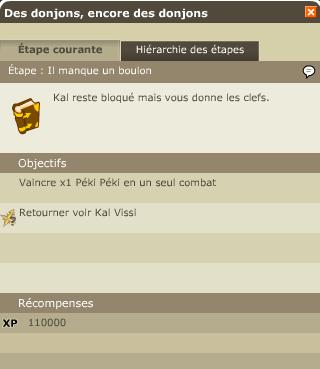 Des donjons, encore des donjons
Étape courante
Hiérarchie des étapes
Étape : Il manque un boulon
Kal reste bloqué mais vous donne les clefs.
Objectifs
Vaincre x1 Péki Péki en un seul combat
Retourner voir Kal Vissi
Récompenses
XP 110000